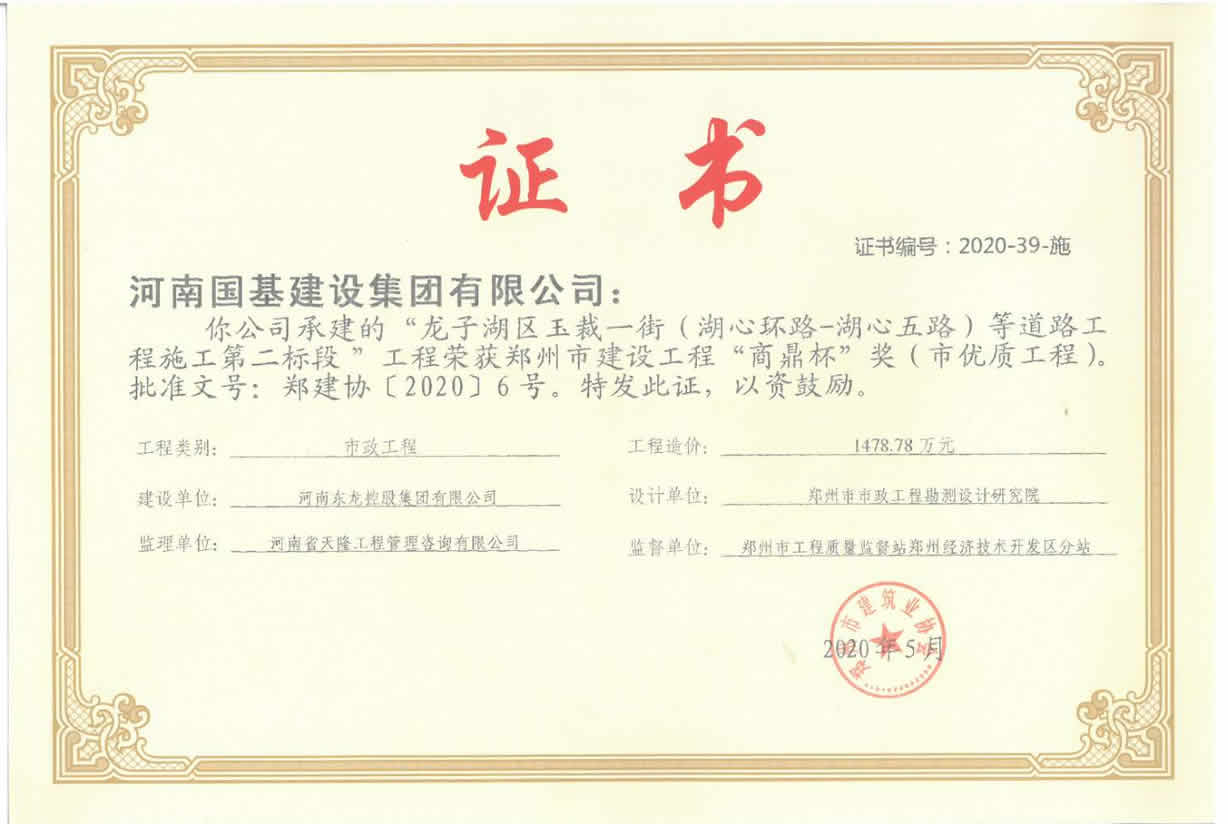 证 书
证书编号：2020-39-施
河南国基建设集团有限公司：
你公司承建的“龙子湖区玉裁一街（湖心环路-湖心五路）等道路工
程施工第二标段”工程荣获郑州市建设工程“商鼎杯”奖（市优质工程）。
批准文号：郑建协〔2020〕6号。特发此证，以资鼓励。
工程类别： 市政工程 工程造价： 1478.78万元
建设单位： 河南东龙控股集团有限公司 设计单位： 郑州市市政工程勘测设计研究院
监理单位： 河南省天隆工程管理咨询有限公司 监督单位： 郑州市工程质量监督站郑州经济技术开发区分站
郑州市建筑业协会
2020年5月